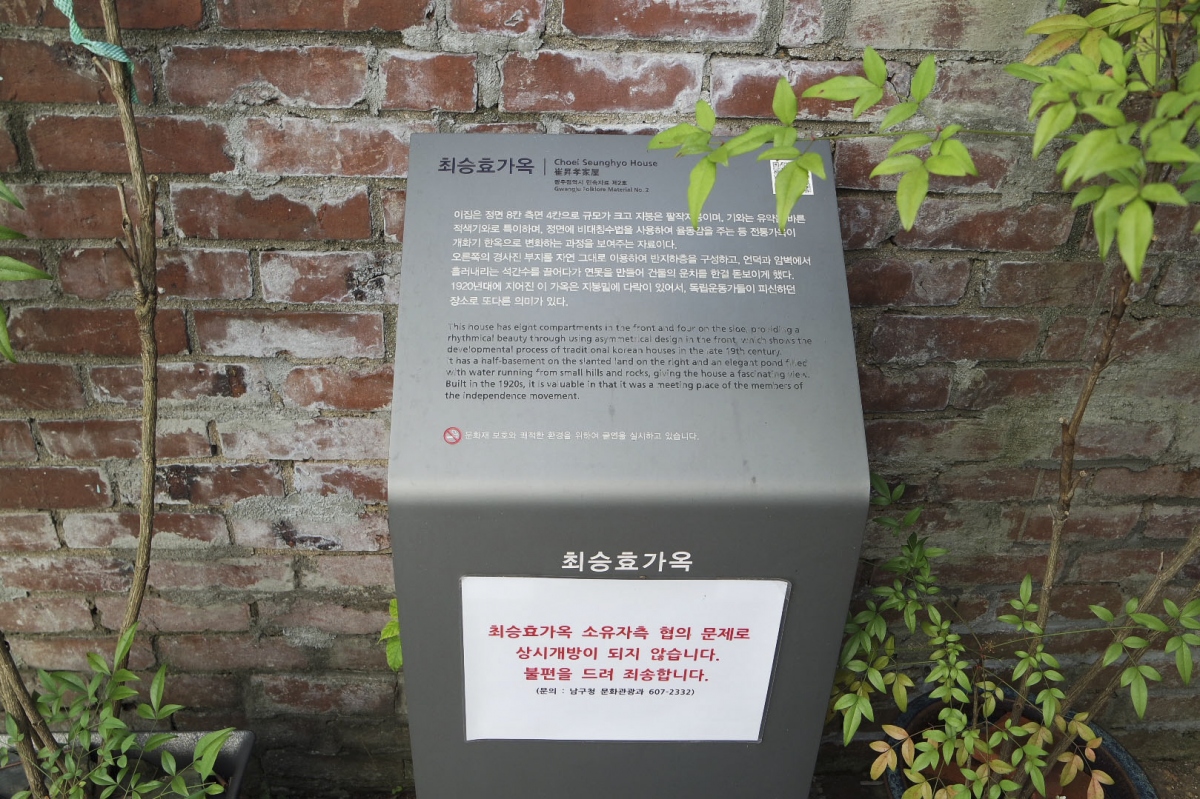 최승효가옥
Choei Seunghyo House
崔昇孝家屋
광주광역시 민속자료 제2호
Gwangju Folklore Material No. 2
이집은 정면 8칸 측면 4칸으로 규모가 크고 지붕은 팔작지붕이며, 기와는 유약을 바른
적색기와로 특이하며, 정면에 비대칭수법을 사용하여 율동감을 주는 등 전통가옥이
개화기 한옥으로 변화하는 과정을 보여주는 자료이다.
오른쪽의 경사진 부지를 자연 그대로 이용하여 반지하층을 구성하고, 언덕과 암벽에서
흘러내리는 석간수를 끌어다가 연못을 만들어 건물의 운치를 한결 돋보이게 했다.
1920년대에 지어진 이 가옥은 지붕밑에 다락이 있어서, 독립운동가들이 피신하던
장소로 또다른 의미가 있다.
This house has eight compartments in the front and four on the side, providing a
rhythmical beauty through using asymmetrical design in the front, which shows the
developmental process of traditional korean houses in the late 19th century.
It has a half-basement on the slanted land on the right and an elegant pond filled
with water running from small hills and rocks, giving the house a fascinating view.
Built in the 1920s, it is valuable in that it was a meeting place of the members of
the independence movement.
문화재 보호와 쾌적한 환경을 위하여 금연을 실시하고 있습니다.
최승효가옥
최승효가옥 소유자측 협의 문제로
상시개방이 되지 않습니다.
불편을 드려 죄송합니다.
(문의 : 남구청 문화관광과 607-2332)